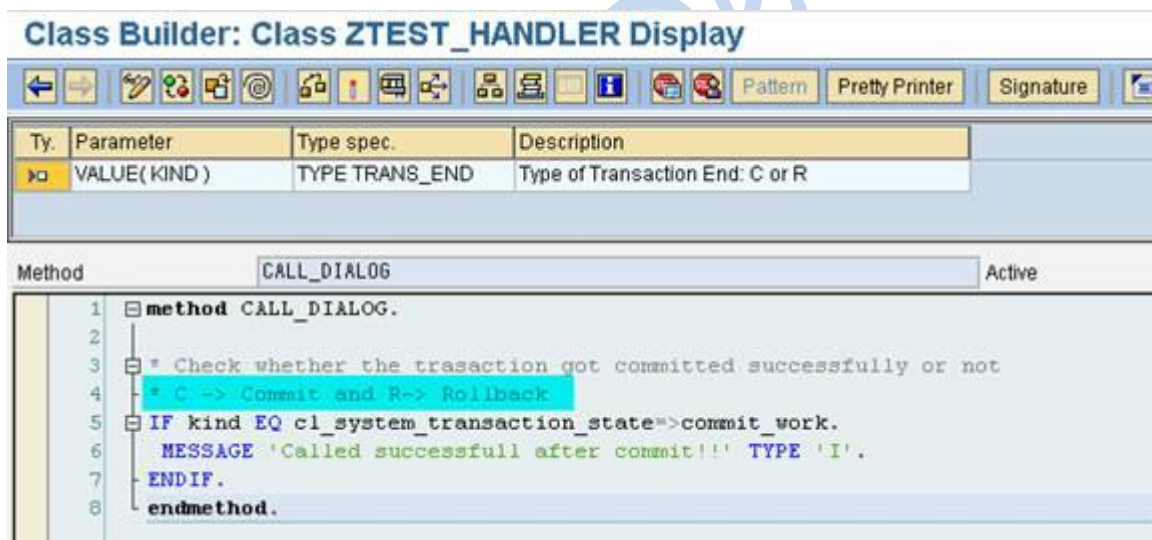 Class Builder: Class ZTEST_HANDLER Display
Pattern Pretty Printer Signature
Ty. Parameter Type spec. Description
VALUE( KIND ) TYPE TRANS_END Type of Transaction End: C or R
Method CALL_DIALOG Active
1 method CALL_DIALOG.
2
3 * Check whether the trasaction got committed successfully or not
4 * C -> Commit and R-> Rollback
5 IF kind EQ cl_system_transaction_state=>commit_work.
6 MESSAGE 'Called successfull after commit!!' TYPE 'I'.
7 ENDIF.
8 endmethod.